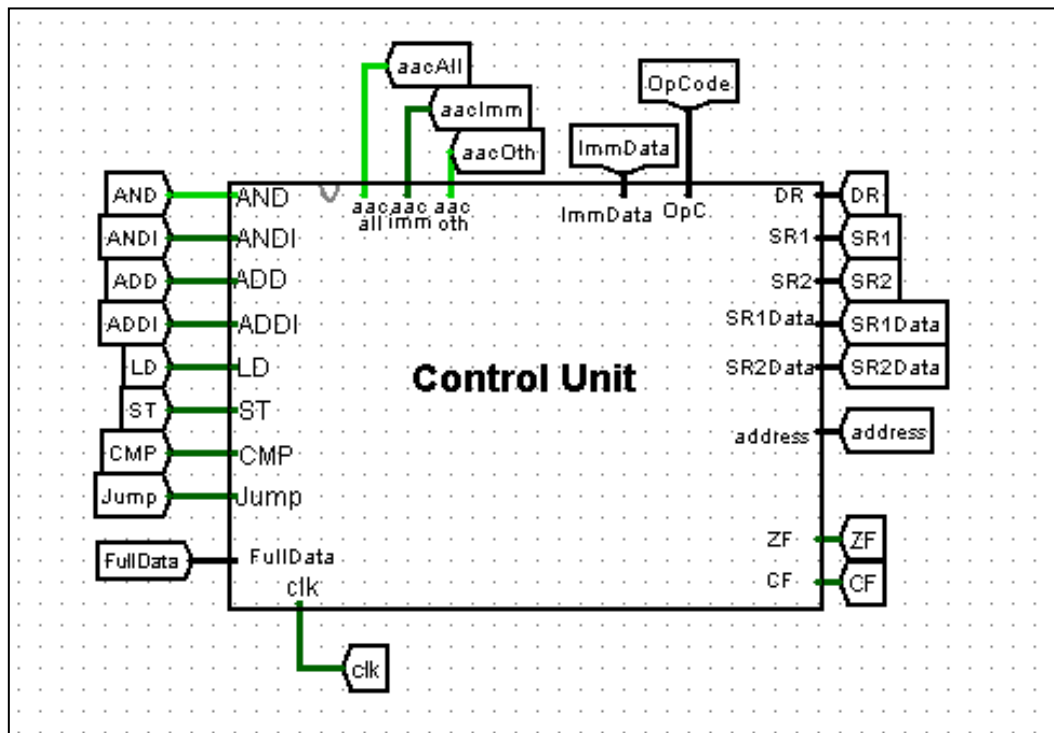 aacAll
OpCode
aacImm
aacOth
ImmData
AND
AND
aac
all
aac
imm
aac
oth
ImmData
OpC
DR
DR
ANDI
ANDI
SR1
SR1
ADD
ADD
SR2
SR2
ADDI
ADDI
SR1Data
SR1Data
LD
LD
Control Unit
SR2Data
SR2Data
ST
ST
address
address
CMP
CMP
Jump
Jump
ZF
ZF
FullData
FullData
CF
CF
clk
clk